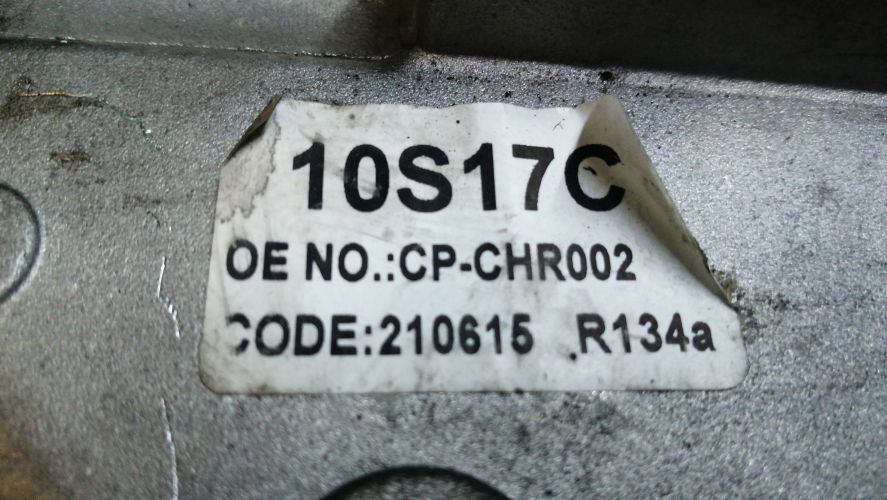 10S17C
OE NO.:CP-CHR002
CODE:210615 R134a